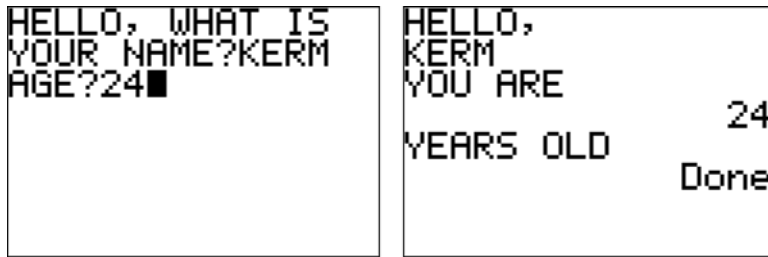 HELLO, WHAT IS
YOUR NAME?KERM
AGE?24
HELLO,
KERM
YOU ARE
24
YEARS OLD
Done